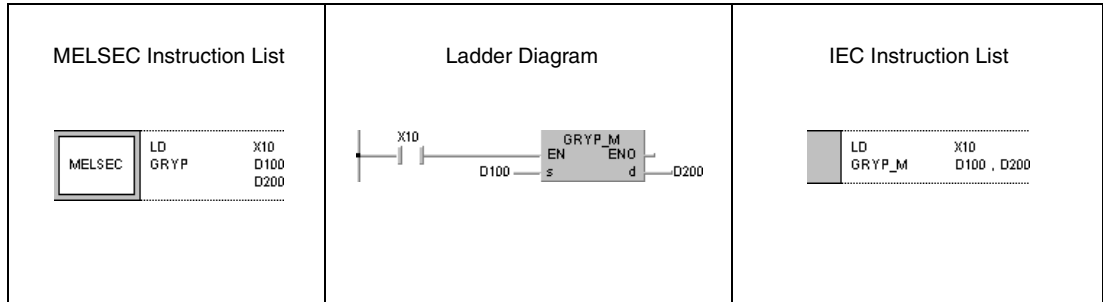 MELSEC Instruction List
MELSEC
LD X10
GRYP D100
D200
Ladder Diagram
X10
GRYP_M
EN ENO
D100 s d D200
IEC Instruction List
LD X10
GRYP_M D100 , D200